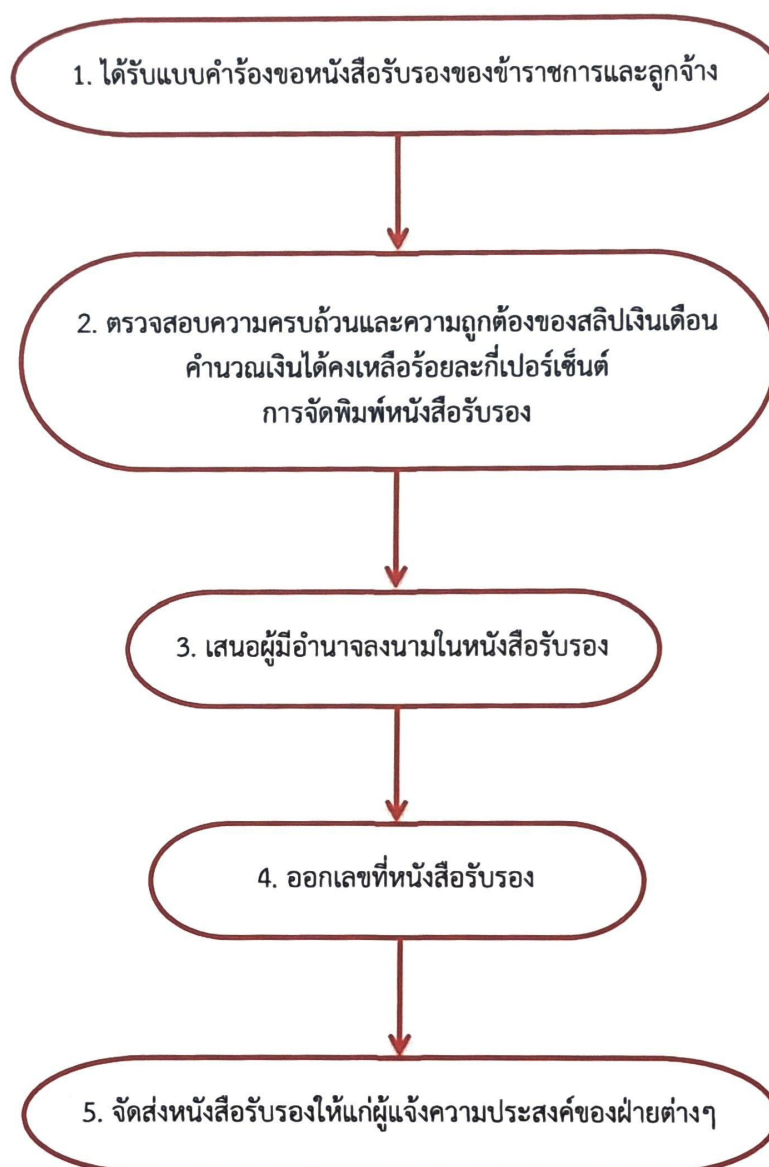 1. ได้รับแบบคำร้องขอหนังสือรับรองของข้าราชการและลูกจ้าง
2. ตรวจสอบความครบถ้วนและความถูกต้องของสลิปเงินเดือน
คำนวณเงินได้คงเหลือร้อยละกี่เปอร์เซ็นต์
การจัดพิมพ์หนังสือรับรอง
3. เสนอผู้มีอำนาจลงนามในหนังสือรับรอง
4. ออกเลขที่หนังสือรับรอง
5. จัดส่งหนังสือรับรองให้แก่ผู้แจ้งความประสงค์ของฝ่ายต่างๆ